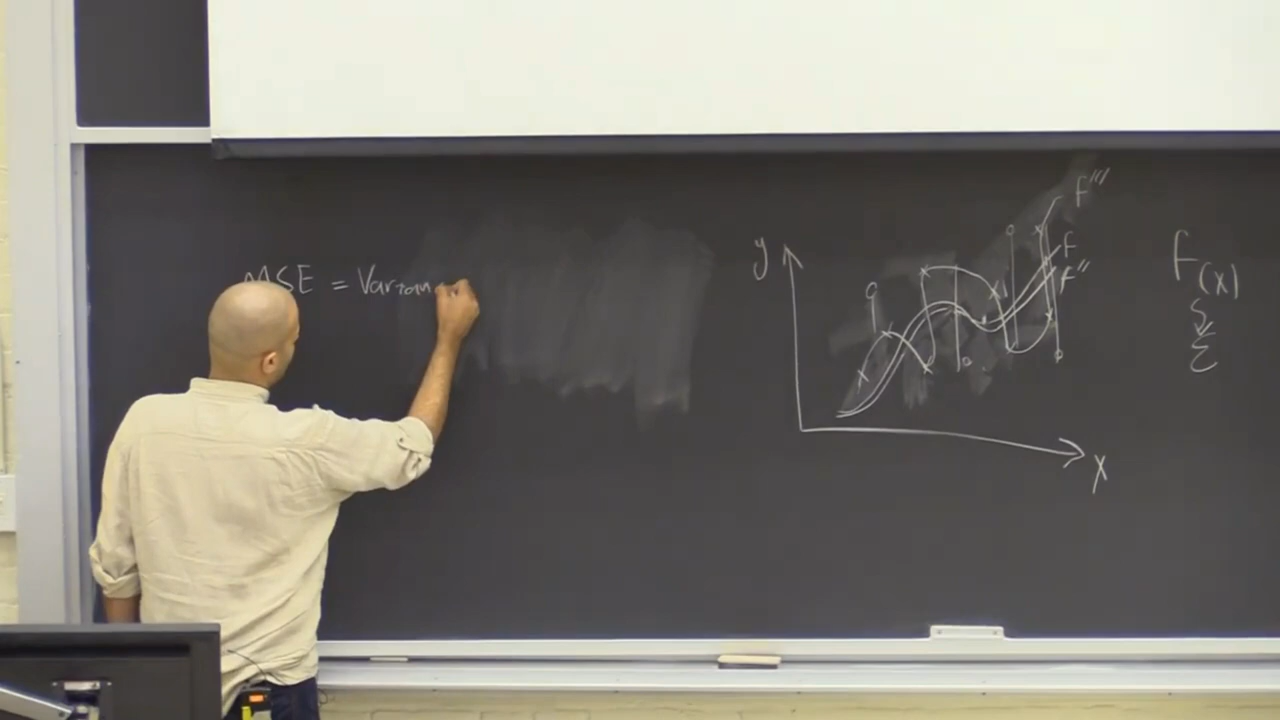 MSE = Varian
y
f'''
f
f''
x
f(x)
ε